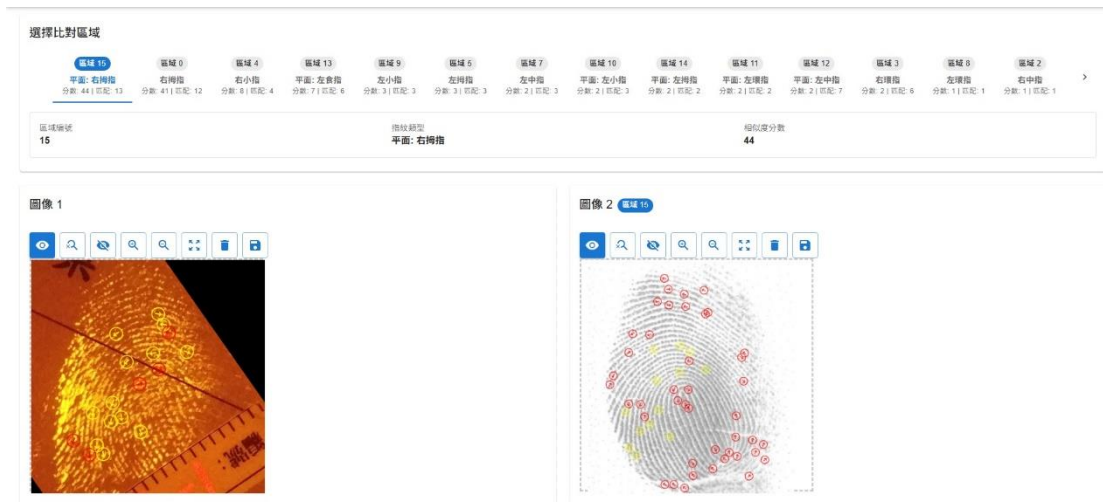 選擇比對區域
區域 15 區域 0 區域 4 區域 13 區域 9 區域 5 區域 7 區域 10 區域 14 區域 11 區域 12 區域 3 區域 8 區域 2
平面: 右拇指 右拇指 右小指 平面: 左食指 左小指 左拇指 左中指 平面: 左小指 平面: 左拇指 平面: 左環指 平面: 左中指 右環指 左環指 右中指
分數: 44 | 匹配: 13 分數: 41 | 匹配: 12 分數: 8 | 匹配: 4 分數: 7 | 匹配: 6 分數: 3 | 匹配: 3 分數: 3 | 匹配: 3 分數: 2 | 匹配: 3 分數: 2 | 匹配: 3 分數: 2 | 匹配: 2 分數: 2 | 匹配: 2 分數: 2 | 匹配: 7 分數: 2 | 匹配: 6 分數: 1 | 匹配: 1 分數: 1 | 匹配: 1
區域編號 指紋類型 相似度分數
15 平面: 右拇指 44
圖像 1 圖像 2 區域 15